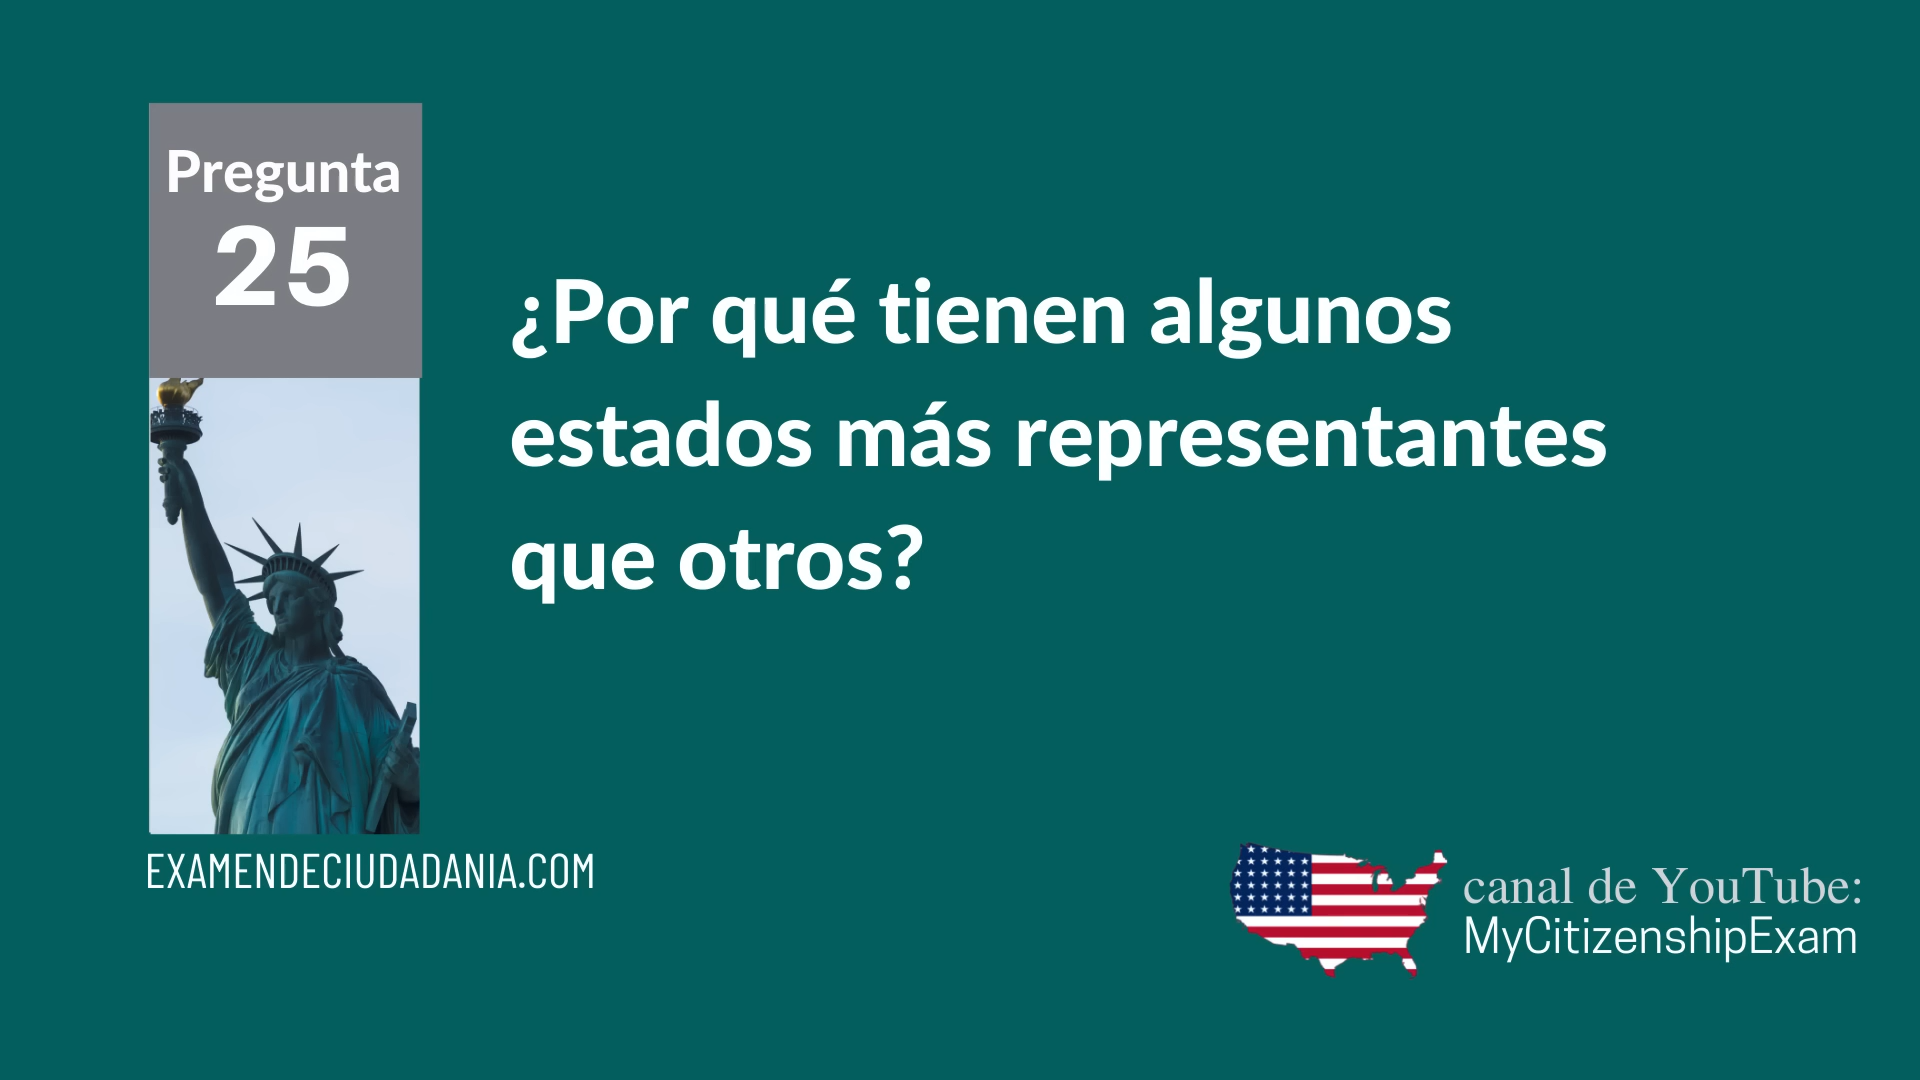 Pregunta
25
¿Por qué tienen algunos
estados más representantes
que otros?
EXAMENDECIUDADANIA.COM
canal de YouTube:
MyCitizenshipExam